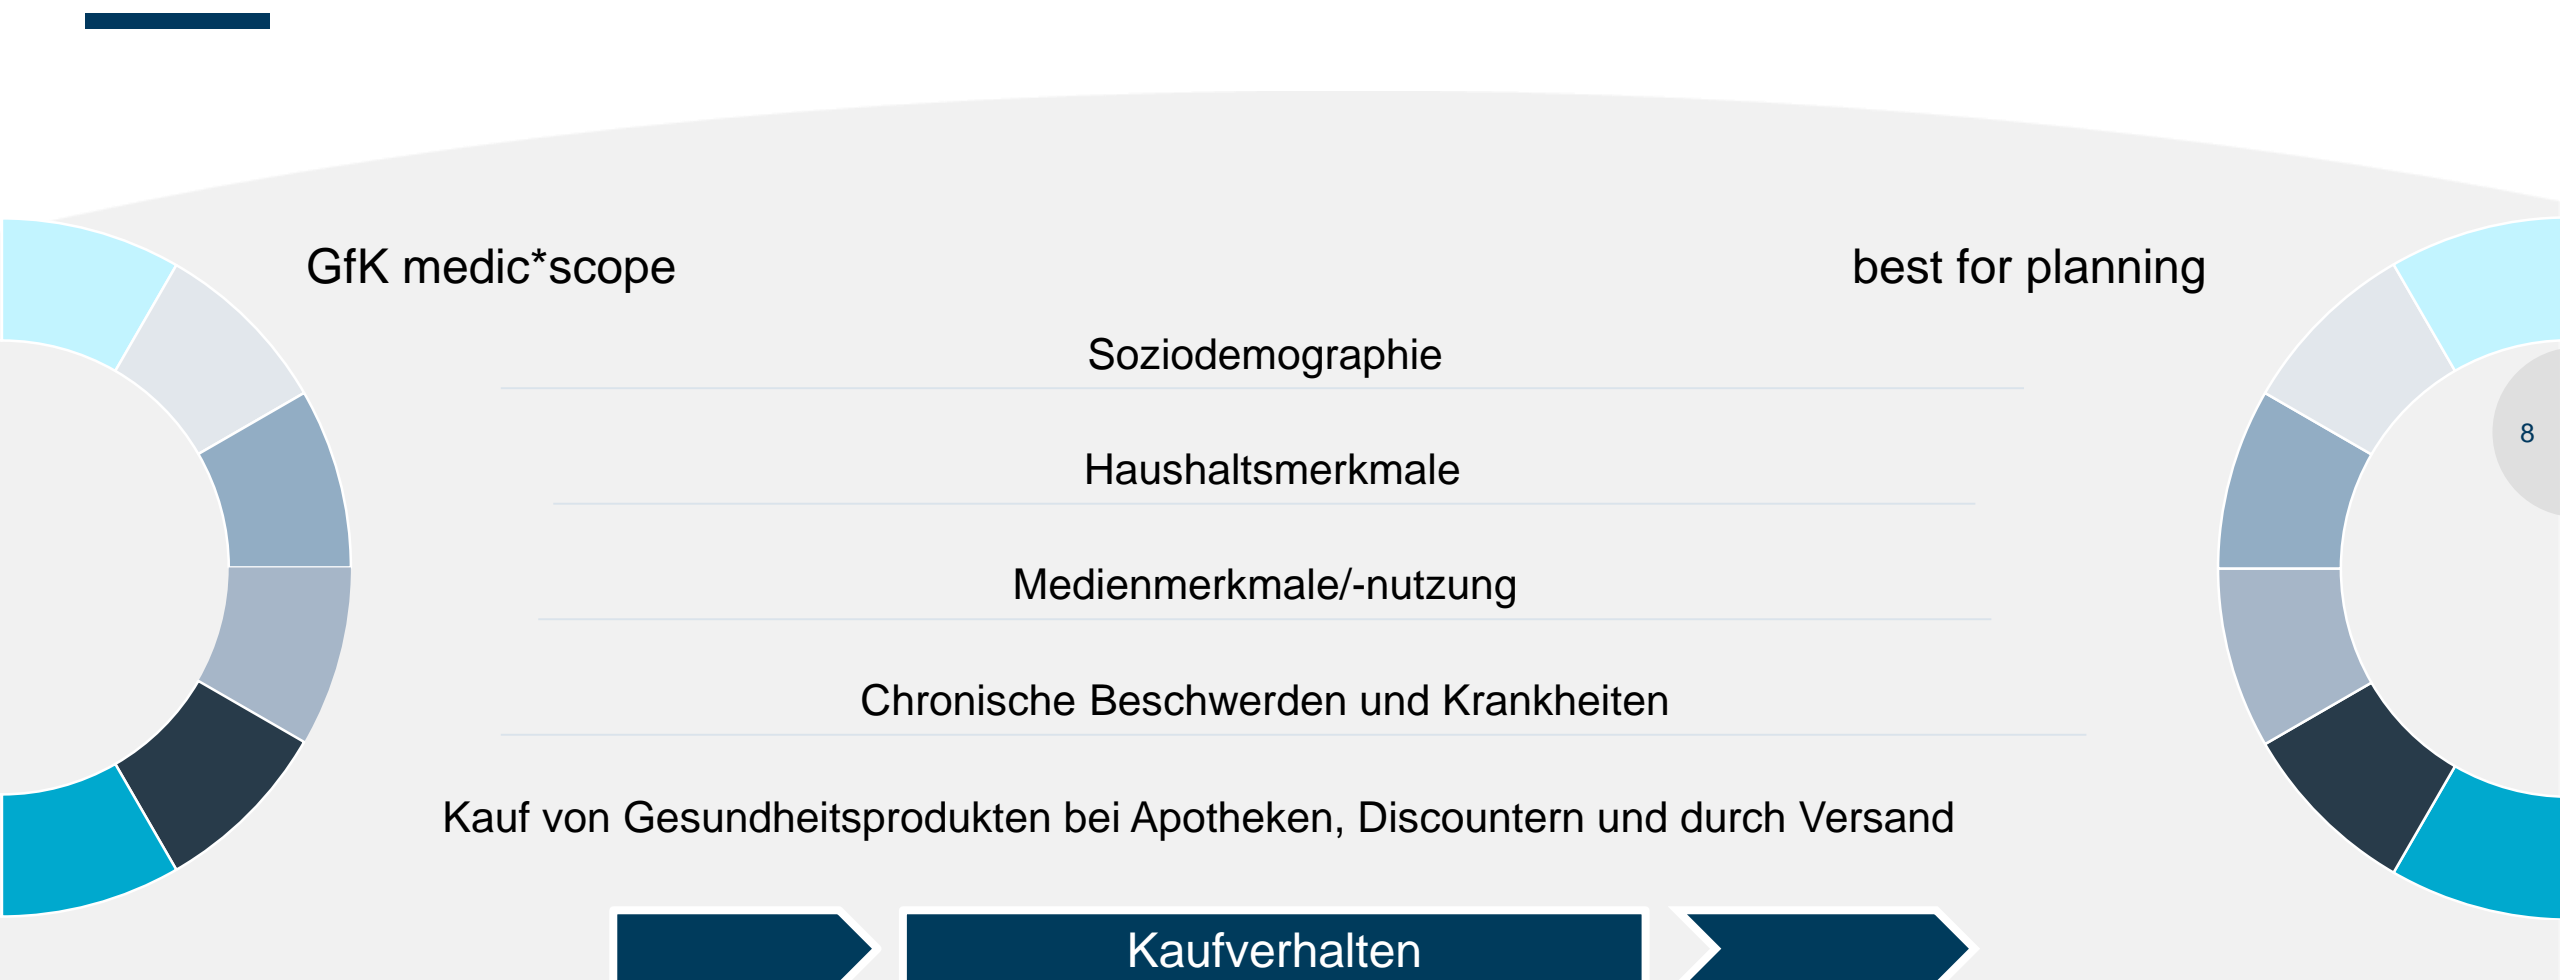 GfK medic*scope
best for planning
Soziodemographie
Haushaltsmerkmale
8
Medienmerkmale/-nutzung
Chronische Beschwerden und Krankheiten
Kauf von Gesundheitsprodukten bei Apotheken, Discountern und durch Versand
Kaufverhalten